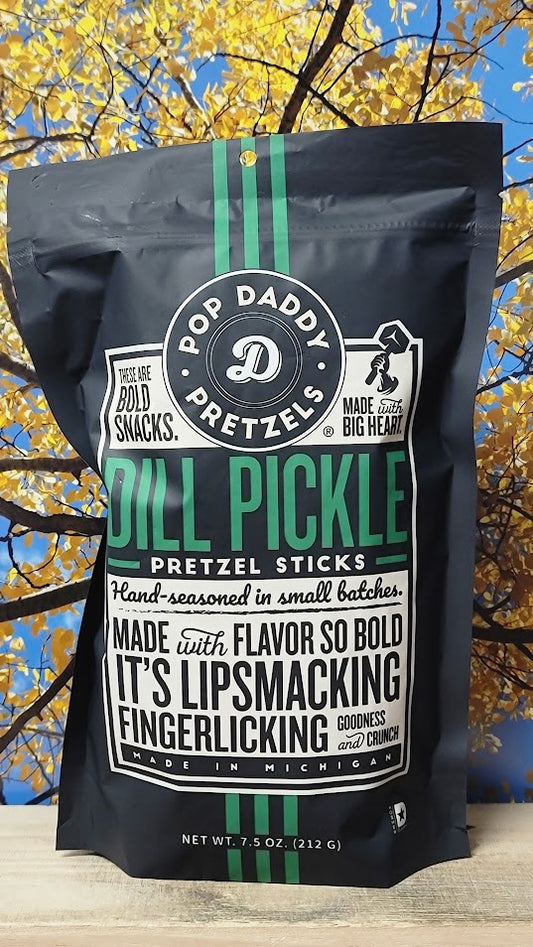 POP DADDY
D
PRETZELS
®
THESE ARE
BOLD
SNACKS.
MADE with
BIG HEART.
DILL PICKLE
PRETZEL STICKS
Hand-seasoned in small batches.
MADE with FLAVOR SO BOLD
IT'S LIPSMACKING
FINGERLICKING
GOODNESS
and CRUNCH
MADE IN MICHIGAN
NET WT. 7.5 OZ. (212 G)
D